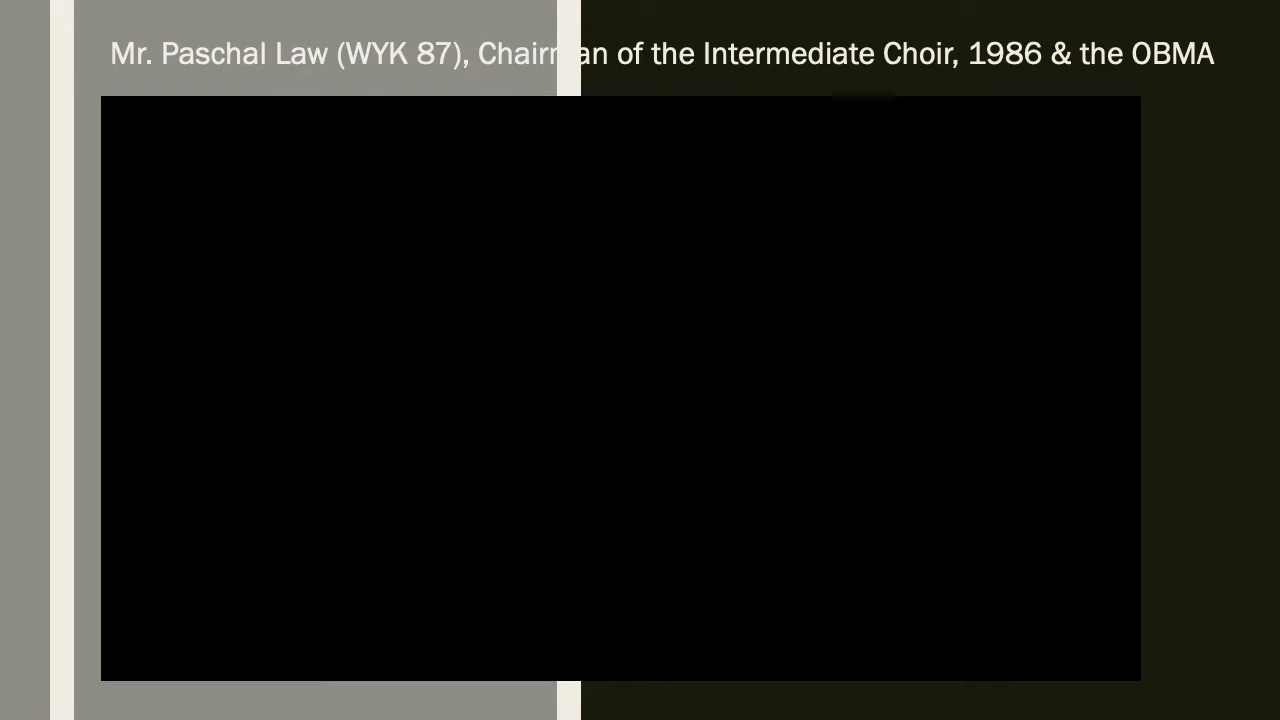 Mr. Paschal Law (WYK 87), Chairman of the Intermediate Choir, 1986 & the OBMA